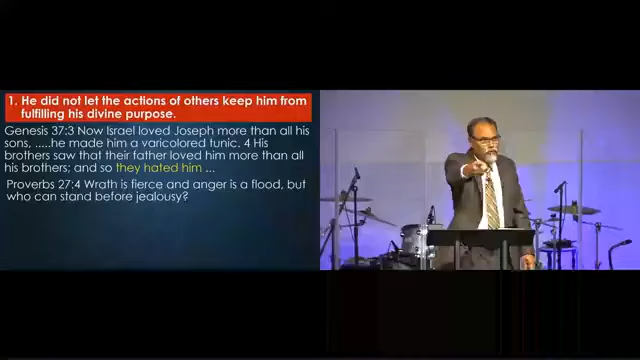 1. He did not let the actions of others keep him from
fulfilling his divine purpose.
Genesis 37:3 Now Israel loved Joseph more than all his
sons, .....he made him a varicolored tunic. 4 His
brothers saw that their father loved him more than all
his brothers; and so they hated him ...
Proverbs 27:4 Wrath is fierce and anger is a flood, but
who can stand before jealousy?